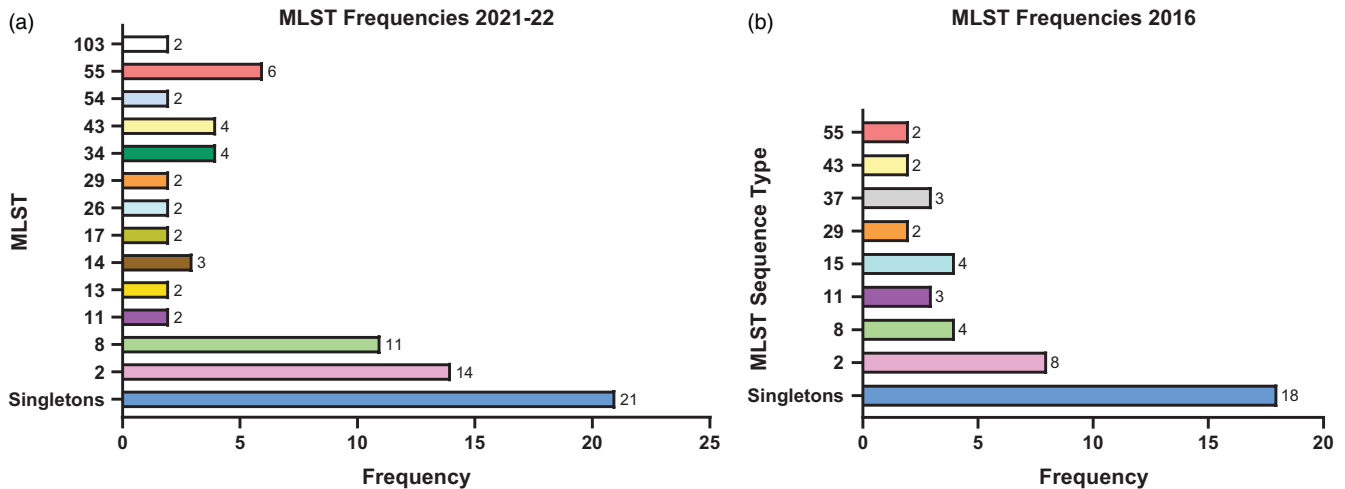 (a)
MLST Frequencies 2021-22
MLST
103 2
55 6
54 2
43 4
34 4
29 2
26 2
17 2
14 3
13 2
11 2
8 11
2 14
Singletons 21
0 5 10 15 20 25
Frequency
(b)
MLST Frequencies 2016
MLST Sequence Type
55 2
43 2
37 3
29 2
15 4
11 3
8 4
2 8
Singletons 18
0 5 10 15 20
Frequency